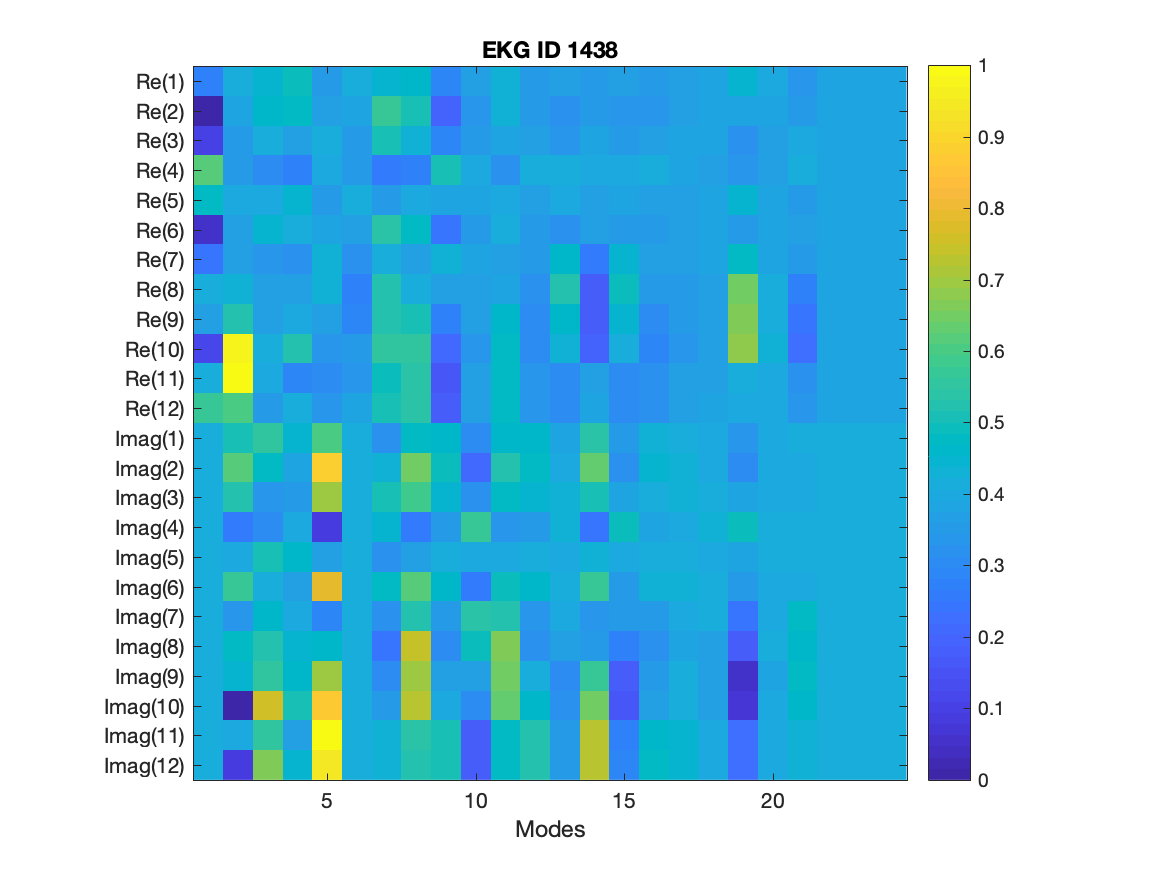 EKG ID 1438
Re(1)
Re(2)
Re(3)
Re(4)
Re(5)
Re(6)
Re(7)
Re(8)
Re(9)
Re(10)
Re(11)
Re(12)
Imag(1)
Imag(2)
Imag(3)
Imag(4)
Imag(5)
Imag(6)
Imag(7)
Imag(8)
Imag(9)
Imag(10)
Imag(11)
Imag(12)
5 10 15 20
Modes
1
0.9
0.8
0.7
0.6
0.5
0.4
0.3
0.2
0.1
0